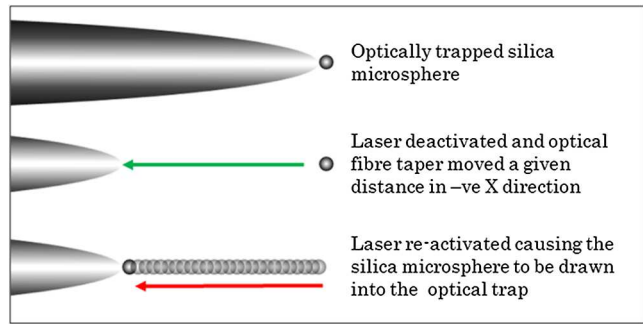 Optically trapped silica
microsphere
Laser deactivated and optical
fibre taper moved a given
distance in –ve X direction
Laser re-activated causing the
silica microsphere to be drawn
into the optical trap